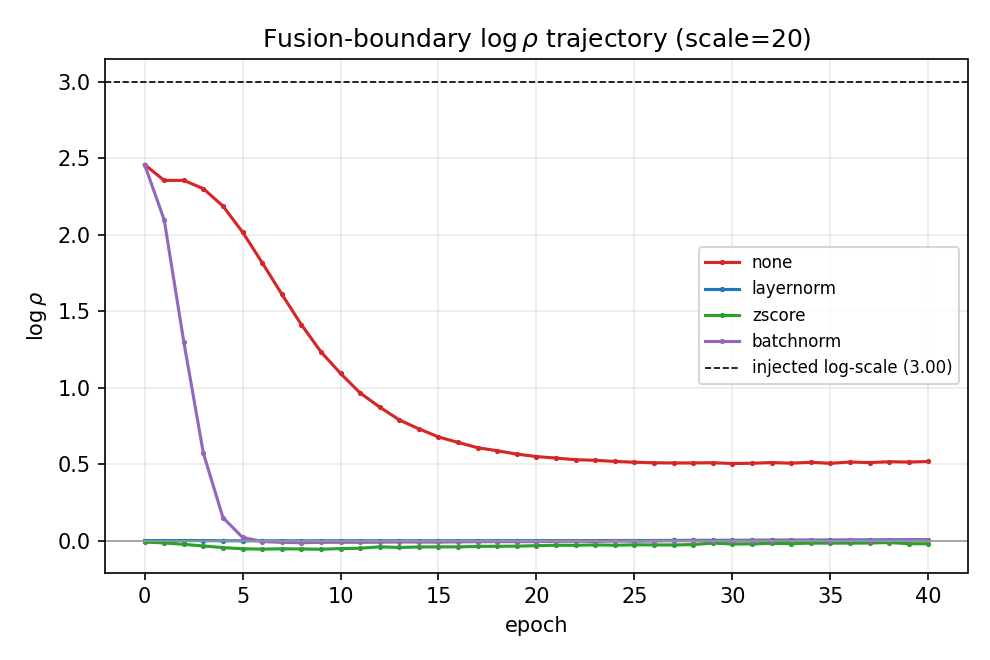 Fusion-boundary log ρ trajectory (scale=20)
3.0
2.5
2.0
1.5
1.0
0.5
0.0
log ρ
none
layernorm
zscore
batchnorm
injected log-scale (3.00)
0 5 10 15 20 25 30 35 40
epoch